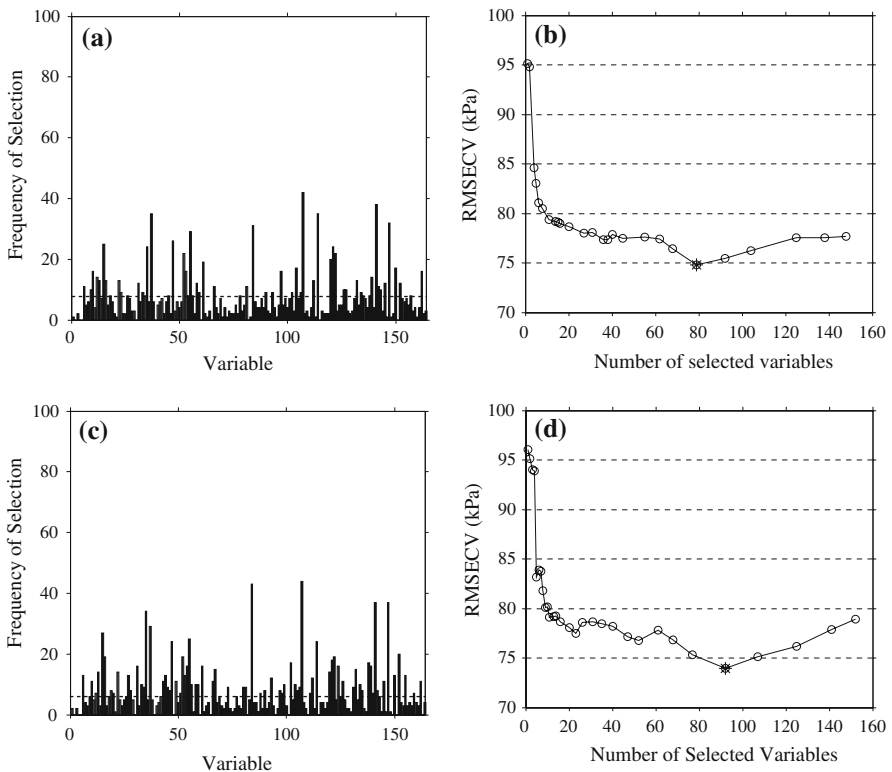 (a)
Frequency of Selection
100
80
60
40
20
0
0 50 100 150
Variable
(b)
RMSECV (kPa)
100
95
90
85
80
75
70
0 20 40 60 80 100 120 140 160
Number of selected variables
(c)
Frequency of Selection
100
80
60
40
20
0
0 50 100 150
Variable
(d)
RMSECV (kPa)
100
95
90
85
80
75
70
0 20 40 60 80 100 120 140 160
Number of Selected Variables